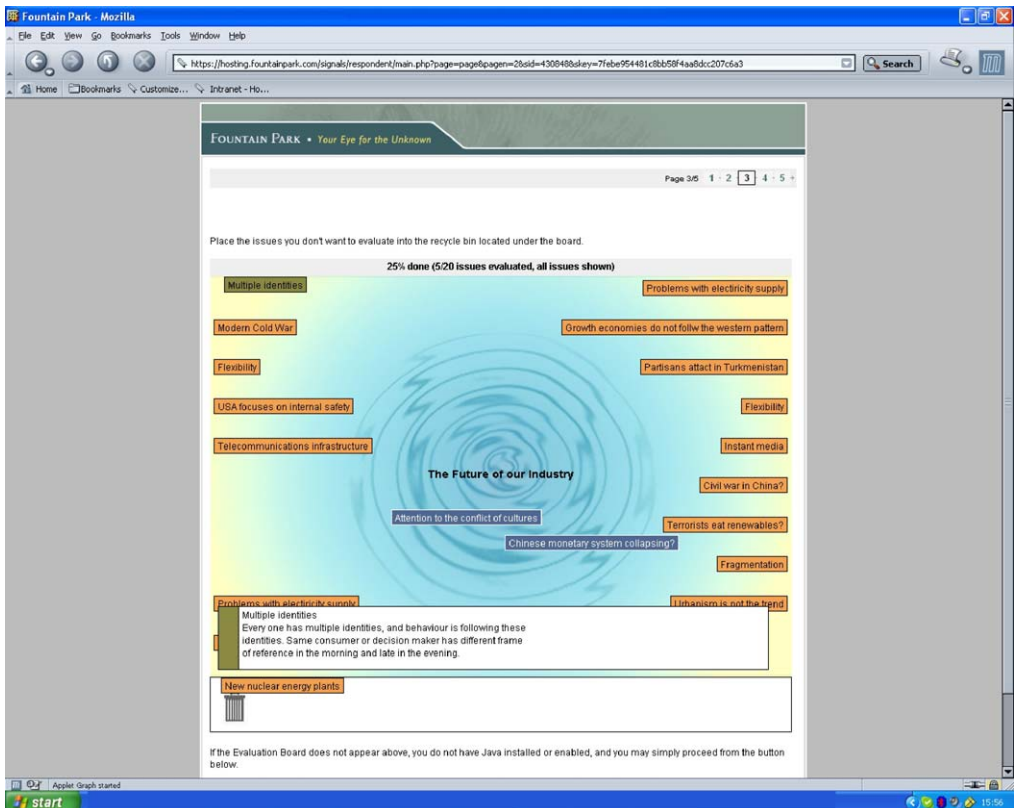 Fountain Park - Mozilla
File Edit View Go Bookmarks Tools Window Help
https://hosting.fountainpark.com/signals/respondent/main.php?page=page&pagen=2&sid=43084&skey=7febe954481c8bb58f4aa8dcc207c6a3
Search
Home Bookmarks Customize... Intranet - Ho...
FOUNTAIN PARK • Your Eye for the Unknown
Page 3/5 1 · 2 3 4 · 5
Place the issues you don't want to evaluate into the recycle bin located under the board.
25% done (5/20 issues evaluated, all issues shown)
Multiple identities
Problems with electricity supply
Modern Cold War
Growth economies do not follw the western pattern
Flexibility
Partisans attact in Turkmenistan
USA focuses on internal safety
Flexibility
Telecommunications infrastructure
Instant media
The Future of our Industry
Civil war in China?
Attention to the conflict of cultures
Terrorists eat renewables?
Chinese monetary system collapsing?
Fragmentation
Problems with electricity supply
Urbanism is not the trend
Multiple identities
Every one has multiple identities, and behaviour is following these
identities. Same consumer or decision maker has different frame
of reference in the morning and late in the evening.
New nuclear energy plants
If the Evaluation Board does not appear above, you do not have Java installed or enabled, and you may simply proceed from the button
below.
Applet Graph started
start
15:56